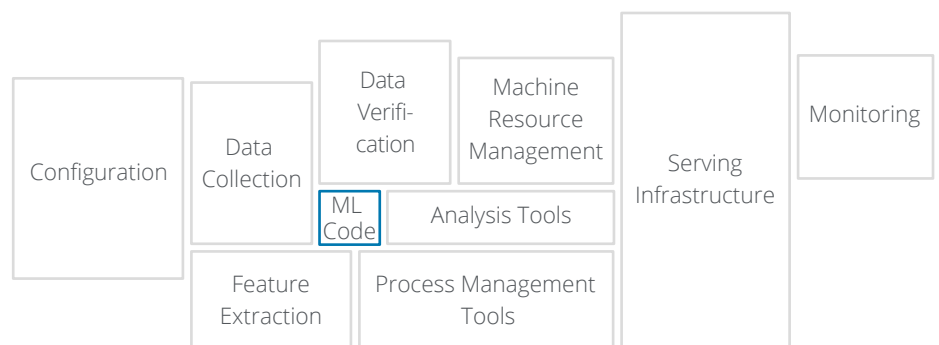 Configuration
Data
Collection
Data
Verifi-
cation
Machine
Resource
Management
Serving
Infrastructure
Monitoring
ML
Code
Analysis Tools
Feature
Extraction
Process Management
Tools